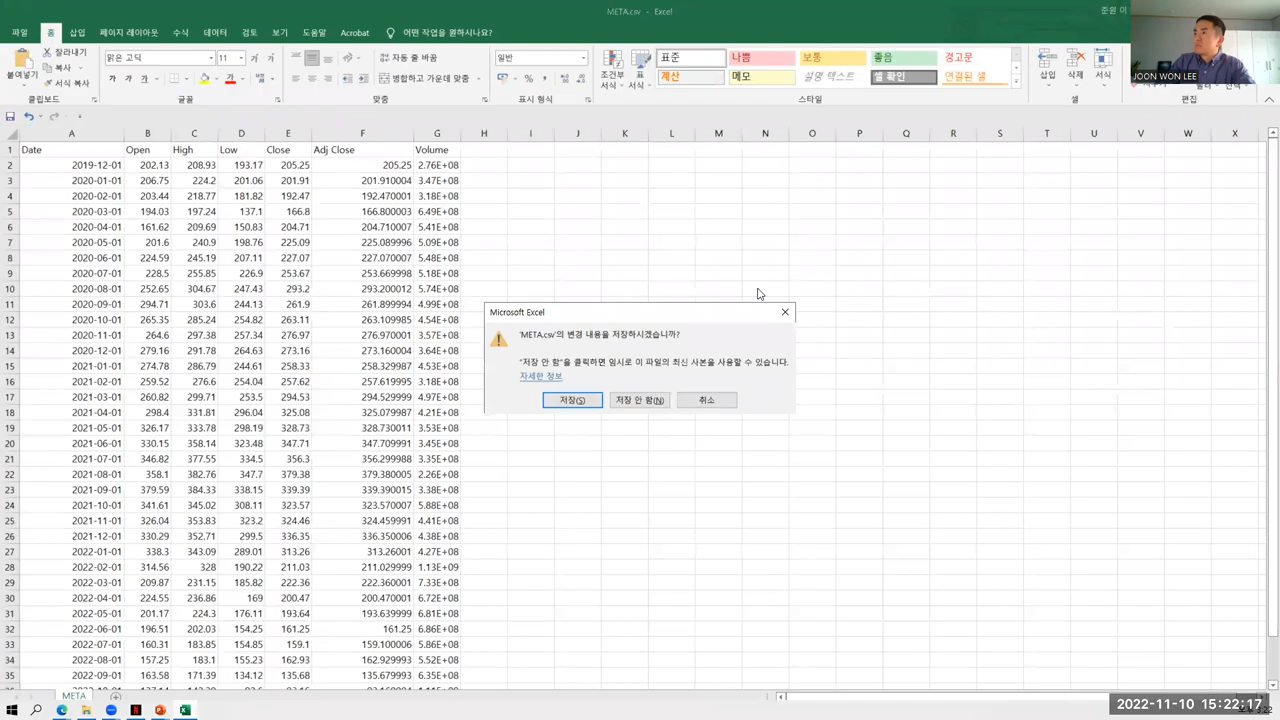 META.csv - Excel
준원 이
파일 홈 삽입 페이지 레이아웃 수식 데이터 검토 보기 도움말 Acrobat 어떤 작업을 원하시나요?
붙여넣기
잘라내기
복사
서식 복사
클립보드
맑은 고딕 11
가 가 가
글꼴
자동 줄 바꿈
병합하고 가운데 맞춤
맞춤
일반
표시 형식
조건부 서식
표 서식
표준 나쁨 보통 좋음 경고문
계산 메모 설명 텍스트 셀 확인 연결된 셀
스타일
삽입 삭제 서식
셀
편집
JOON WON LEE
A B C D E F G H I J K L M N O P Q R S T U V W X
1 Date Open High Low Close Adj Close Volume
2 2019-12-01 202.13 208.93 193.17 205.25 205.25 2.76E+08
3 2020-01-01 206.75 224.2 201.06 201.91 201.910004 3.47E+08
4 2020-02-01 203.44 218.77 181.82 192.47 192.470001 3.18E+08
5 2020-03-01 194.03 197.24 137.1 166.8 166.800003 6.49E+08
6 2020-04-01 161.62 209.69 150.83 204.71 204.710007 5.41E+08
7 2020-05-01 201.6 240.9 198.76 225.09 225.089996 5.09E+08
8 2020-06-01 224.59 245.19 207.11 227.07 227.070007 5.48E+08
9 2020-07-01 228.5 255.85 226.9 253.67 253.669998 5.18E+08
10 2020-08-01 252.65 304.67 247.43 293.2 293.200012 5.74E+08
11 2020-09-01 294.71 303.6 244.13 261.9 261.899994 4.99E+08
12 2020-10-01 265.35 285.24 254.82 263.11 263.109985 4.54E+08
13 2020-11-01 264.6 297.38 257.34 276.97 276.970001 3.57E+08
14 2020-12-01 279.16 291.78 264.63 273.16 273.160004 3.64E+08
15 2021-01-01 274.78 286.79 244.61 258.33 258.329987 4.53E+08
16 2021-02-01 259.52 276.6 254.04 257.62 257.619995 3.18E+08
17 2021-03-01 260.82 299.71 253.5 294.53 294.529999 4.97E+08
18 2021-04-01 298.4 331.81 296.04 325.08 325.079987 4.21E+08
19 2021-05-01 326.17 333.78 298.19 328.73 328.730011 3.53E+08
20 2021-06-01 330.15 358.14 323.48 347.71 347.709991 3.45E+08
21 2021-07-01 346.82 377.55 334.5 356.3 356.299988 3.35E+08
22 2021-08-01 358.1 382.76 347.7 379.38 379.380005 2.26E+08
23 2021-09-01 379.59 384.33 338.15 339.39 339.390015 3.38E+08
24 2021-10-01 341.61 345.02 308.11 323.57 323.570007 5.88E+08
25 2021-11-01 326.04 353.83 323.2 324.46 324.459991 4.41E+08
26 2021-12-01 330.29 352.71 299.5 336.35 336.350006 4.38E+08
27 2022-01-01 338.3 343.09 289.01 313.26 313.26001 4.27E+08
28 2022-02-01 314.56 328 190.22 211.03 211.029999 1.13E+09
29 2022-03-01 209.87 231.15 185.82 222.36 222.360001 7.33E+08
30 2022-04-01 224.55 236.86 169 200.47 200.470001 6.72E+08
31 2022-05-01 201.17 224.3 176.11 193.64 193.639999 6.81E+08
32 2022-06-01 196.51 202.03 154.25 161.25 161.25 6.86E+08
33 2022-07-01 160.31 183.85 154.85 159.1 159.100006 5.86E+08
34 2022-08-01 157.25 183.1 155.23 162.93 162.929993 5.52E+08
35 2022-09-01 163.58 171.39 134.12 135.68 135.679993 6.35E+08
Microsoft Excel
'META.csv'의 변경 내용을 저장하시겠습니까?
"저장 안 함"을 클릭하면 임시로 이 파일의 최신 사본을 사용할 수 있습니다.
자세한 정보
저장(S) 저장 안 함(N) 취소
META
2022-11-10 15:22:17